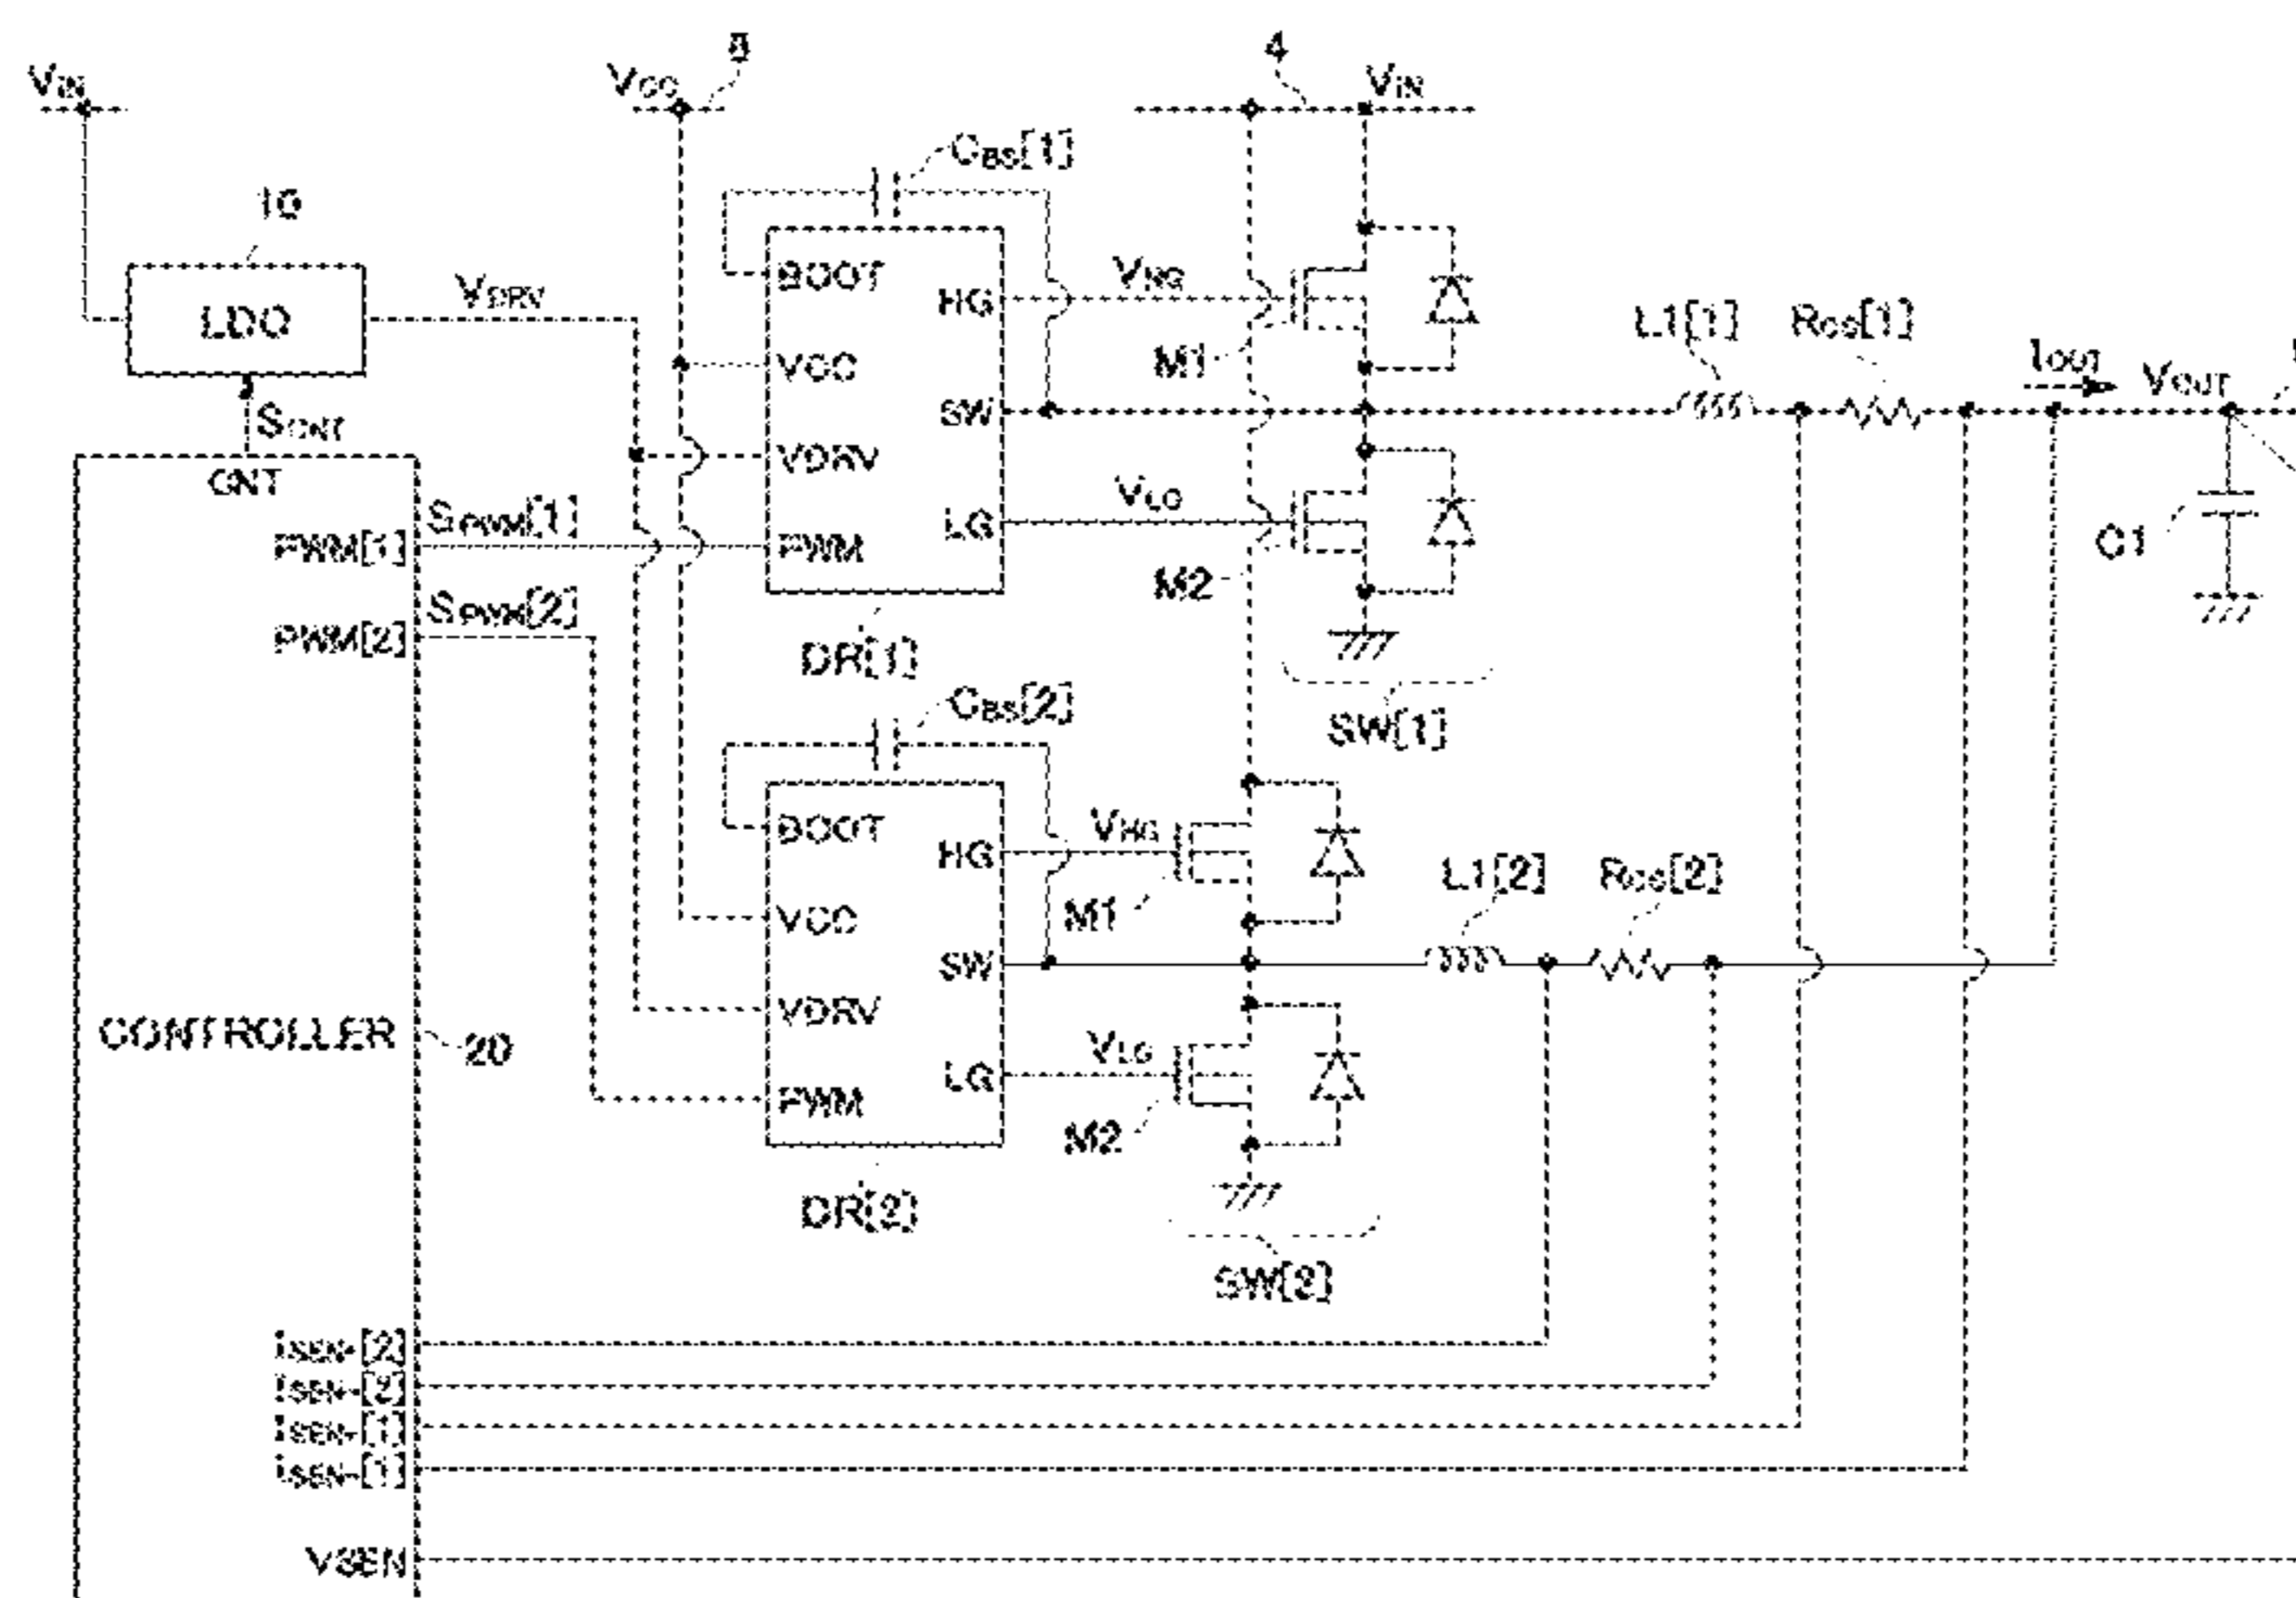 VIN
VCC
8
4
VIN
CBS[1]
10
LDO
VDRV
SCNT
BOOT
VCC
VDRV
PWM
HG
SW
LG
VHG
M1
VLG
M2
L1[1]
RCS[1]
IOUT
VOUT
C1
CNT
PWM[1]
SPWM[1]
PWM[2]
SPWM[2]
DR[1]
SW[1]
CBS[2]
BOOT
VCC
VDRV
PWM
HG
SW
LG
VHG
M1
VLG
M2
L1[2]
RCS[2]
CONTROLLER
20
DR[2]
SW[2]
ISEN+[2]
ISEN-[2]
ISEN+[1]
ISEN-[1]
VSEN